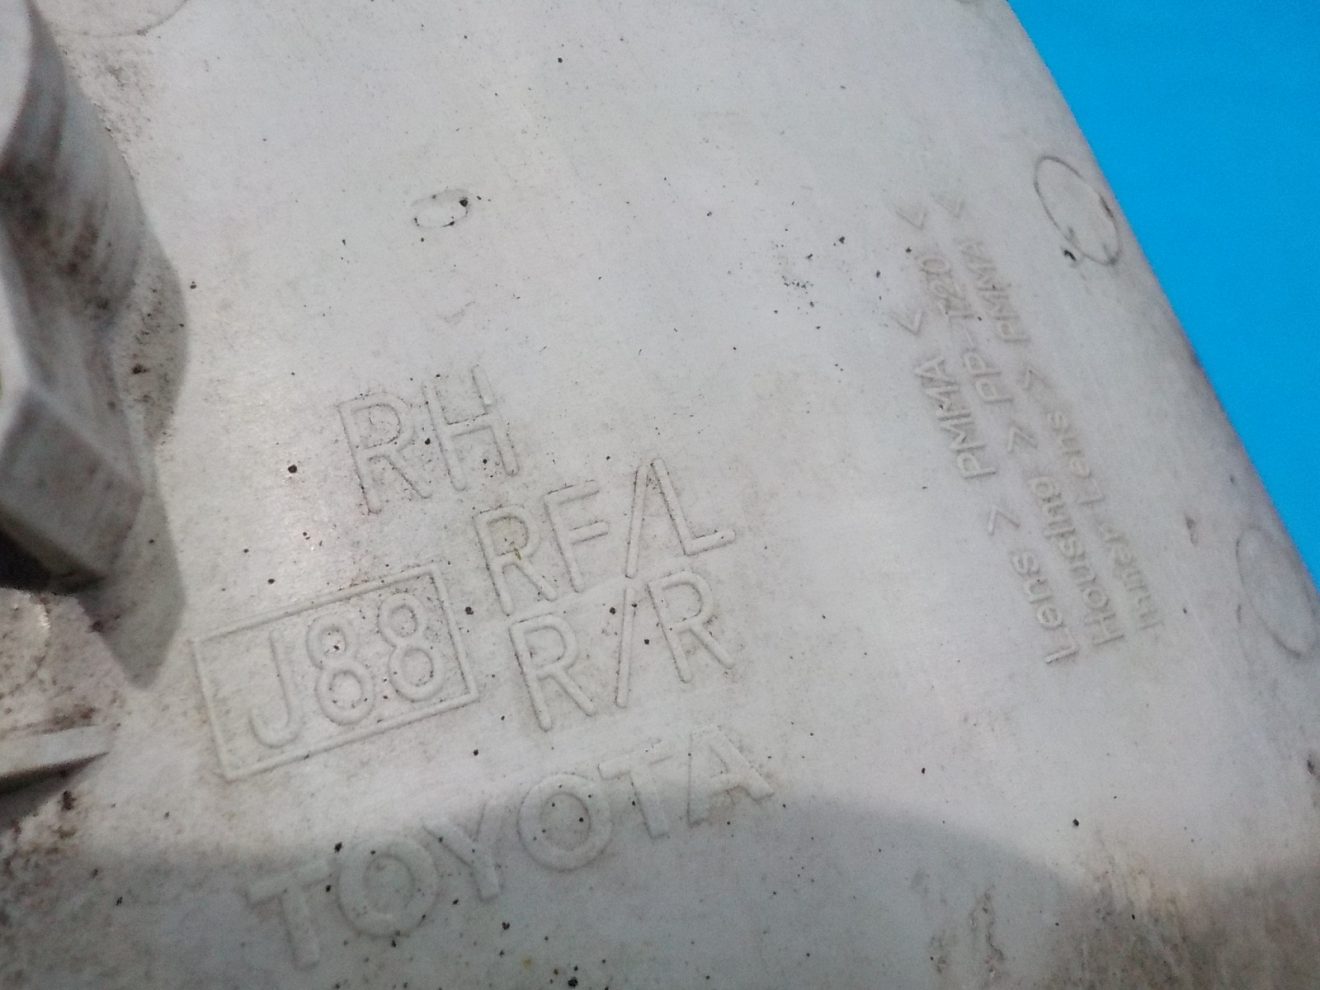 RH
RF/L
J88
R/R
TOYOTA
Lens > PMMA <
Housing > PP-T20 <
Inner Lens > PMMA <